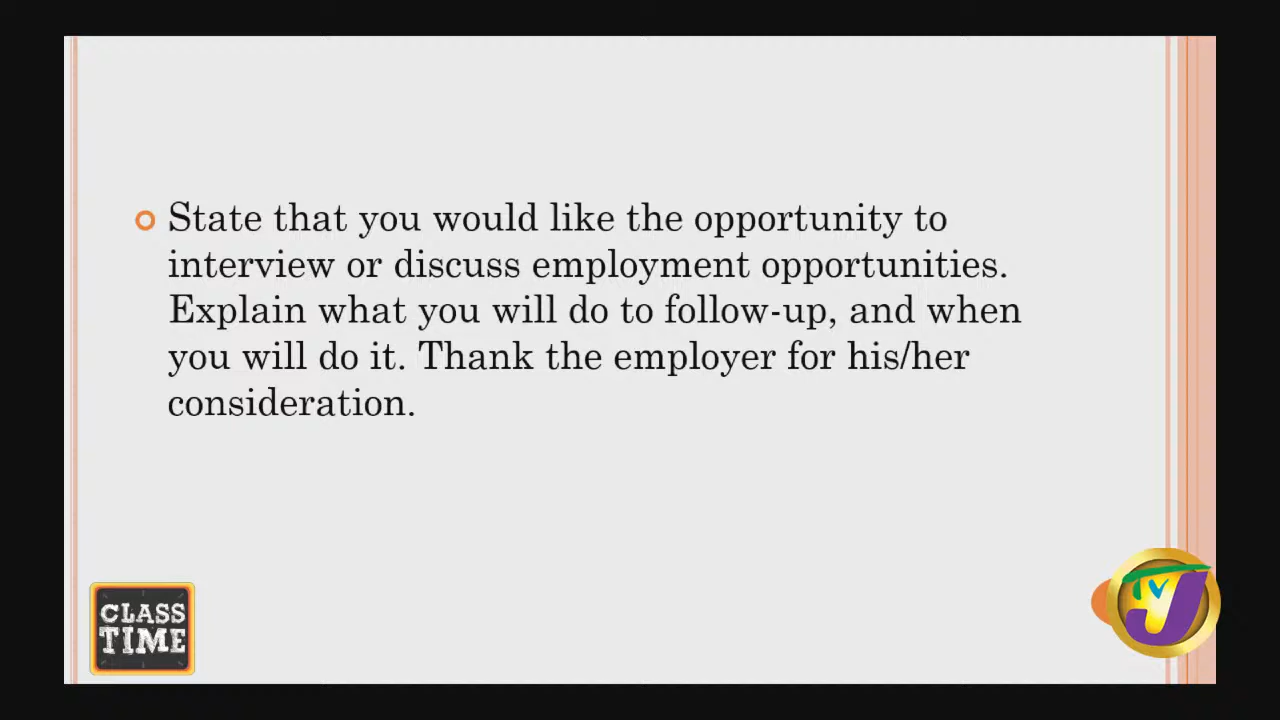 State that you would like the opportunity to
interview or discuss employment opportunities.
Explain what you will do to follow-up, and when
you will do it. Thank the employer for his/her
consideration.
CLASS
TIME
TVJ